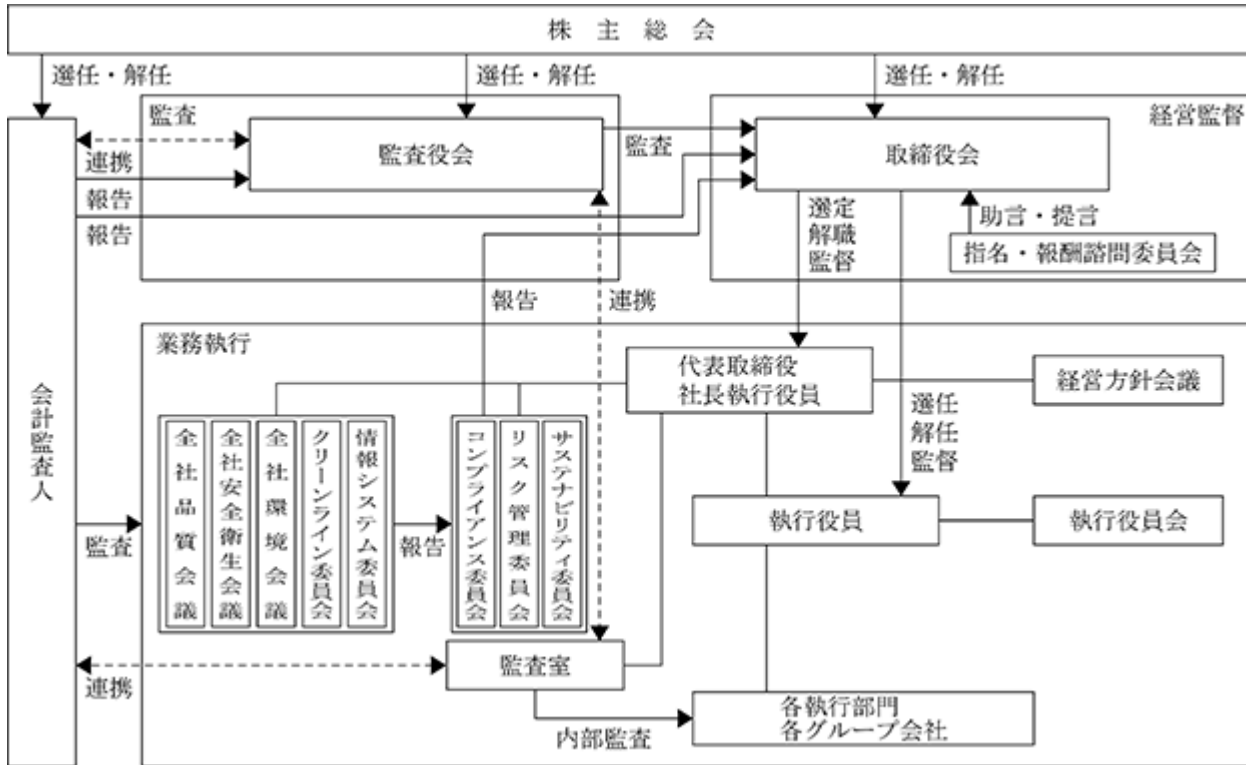 株主総会
選任・解任
選任・解任
選任・解任
監査
経営監督
監査役会
監査
取締役会
連携
報告
報告
選定
解職
監督
助言・提言
指名・報酬諮問委員会
報告
連携
業務執行
代表取締役
社長執行役員
経営方針会議
会計監査人
選任
解任
監督
全社品質会議
全社安全衛生会議
全社環境会議
クリーンライン委員会
情報システム委員会
コンプライアンス委員会
リスク管理委員会
サステナビリティ委員会
執行役員
執行役員会
監査
報告
監査室
連携
各執行部門
各グループ会社
内部監査